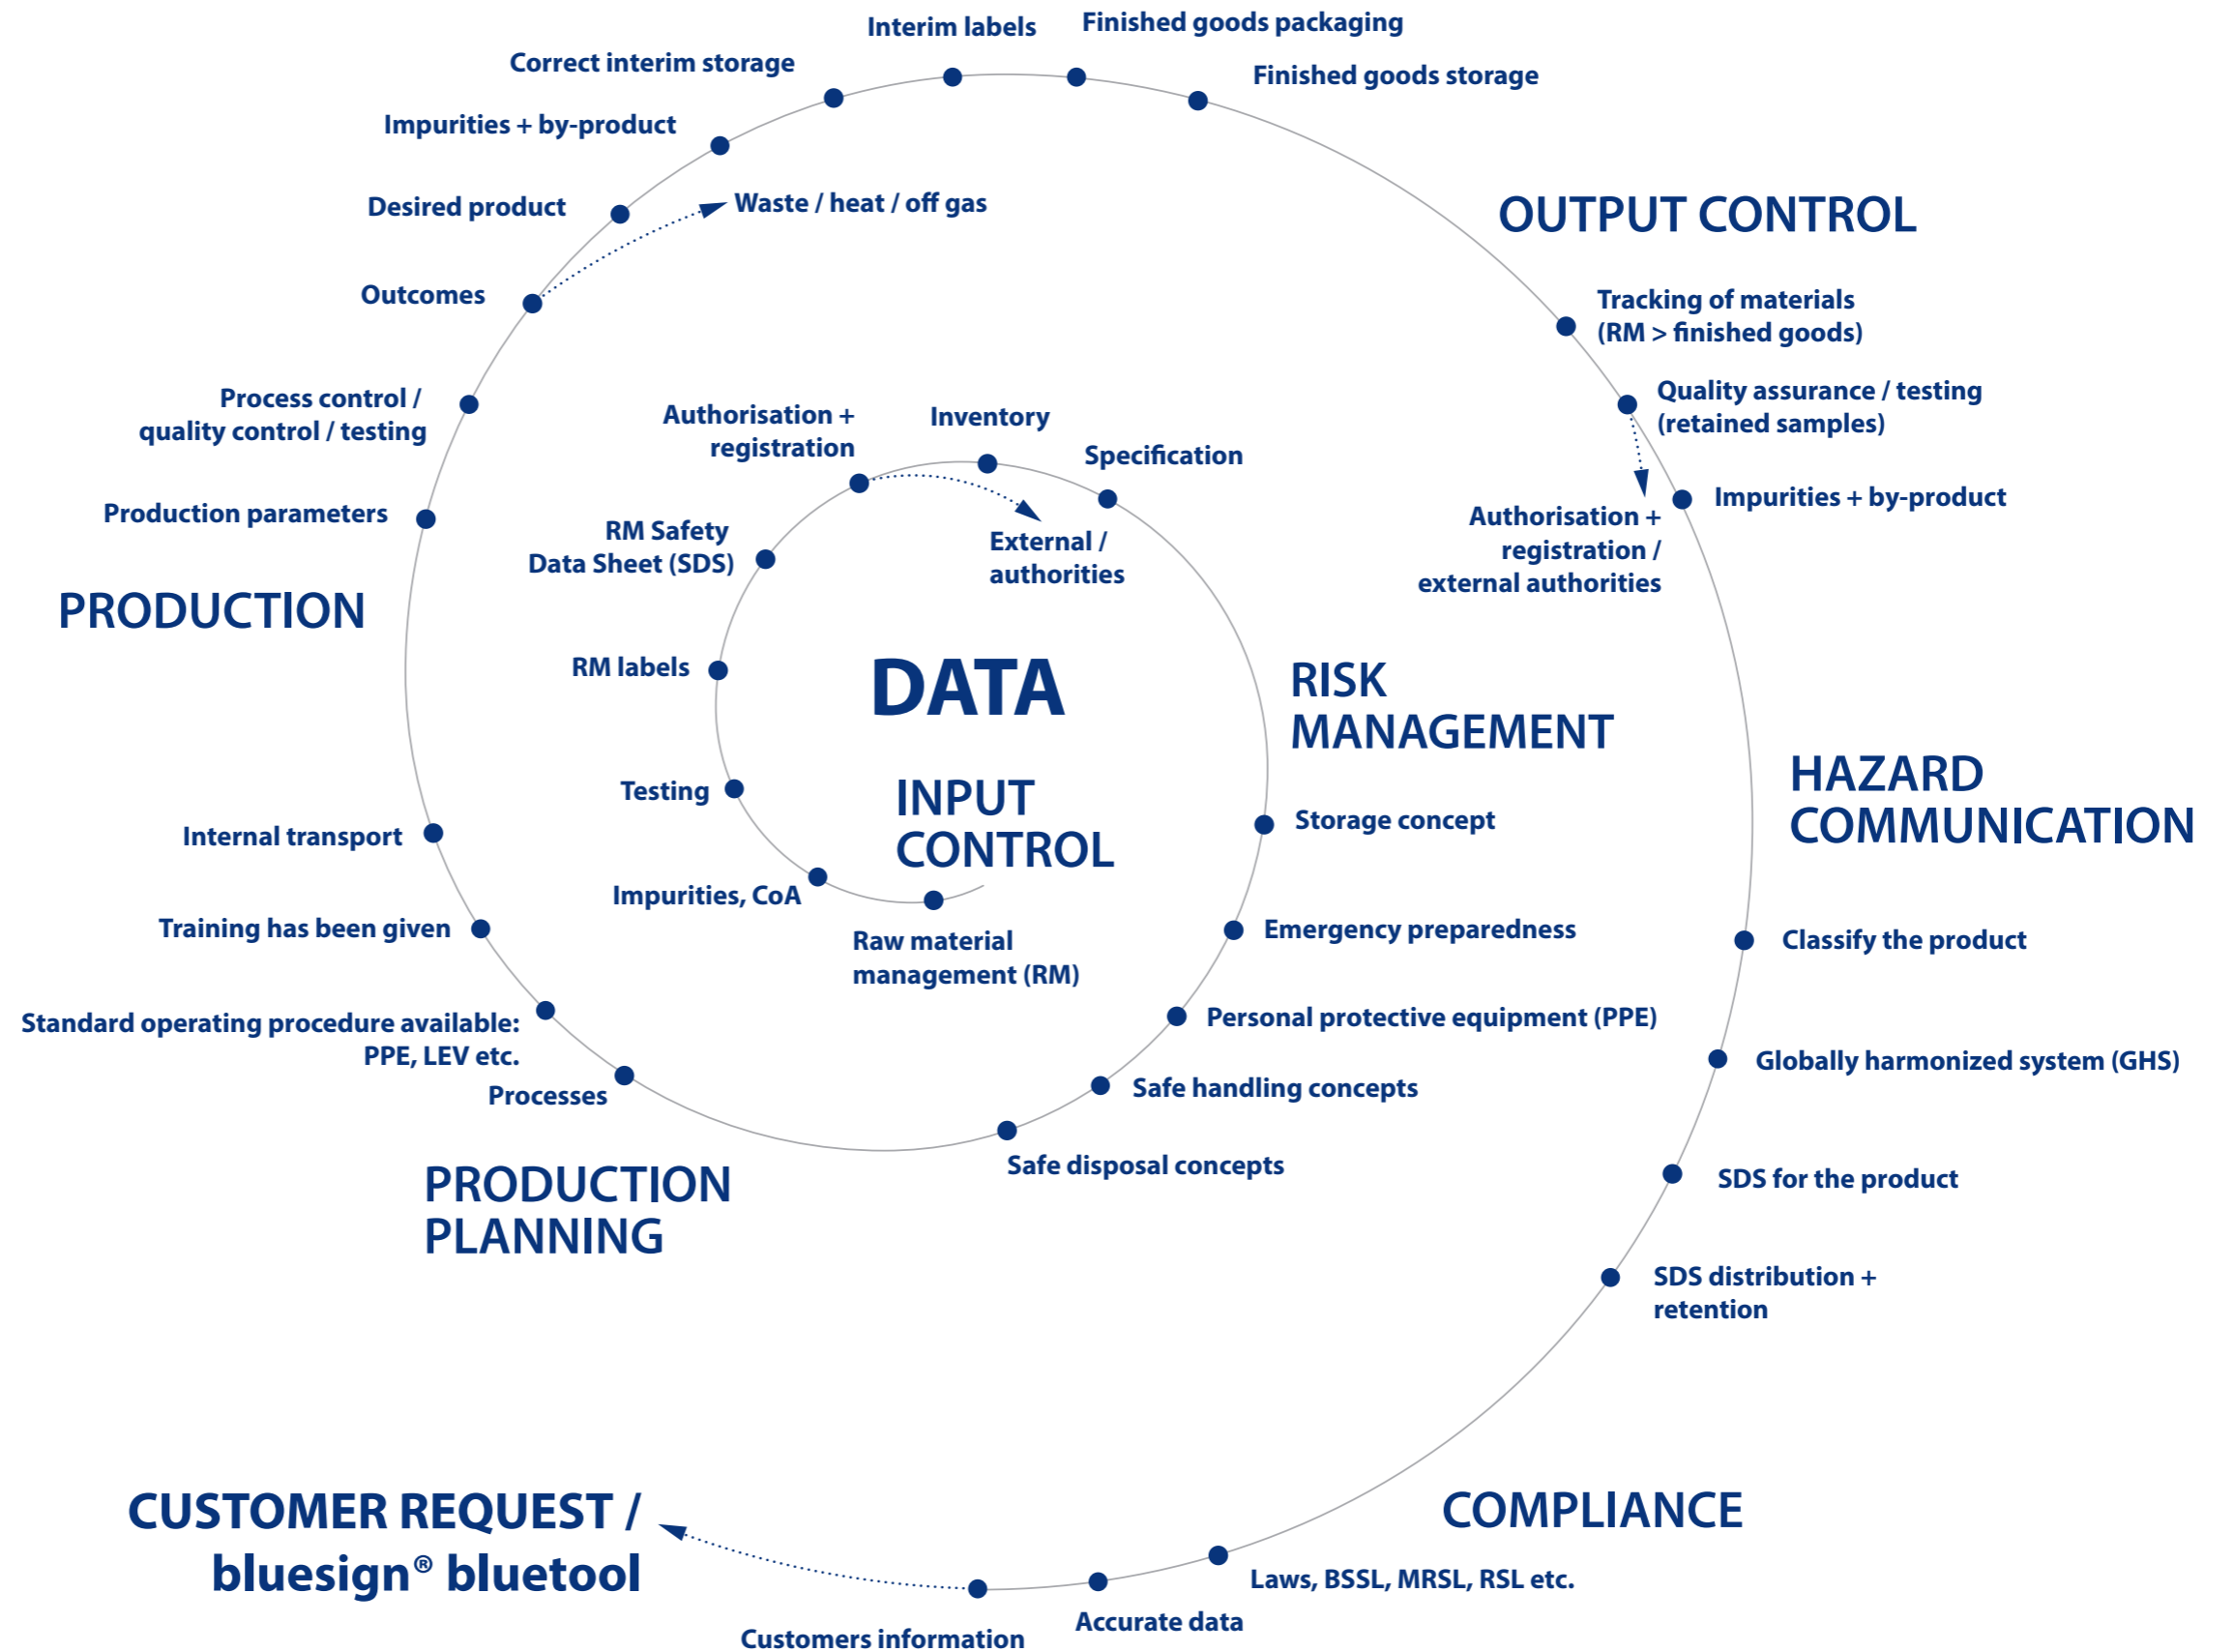 Interim labels
Finished goods packaging
Correct interim storage
Finished goods storage
Impurities + by-product
Desired product
Waste / heat / off gas
OUTPUT CONTROL
Outcomes
Tracking of materials
(RM > finished goods)
Process control /
quality control / testing
Authorisation +
registration
Inventory
Specification
Quality assurance / testing
(retained samples)
Production parameters
RM Safety
Data Sheet (SDS)
External /
authorities
Authorisation +
registration /
external authorities
Impurities + by-product
PRODUCTION
RM labels
DATA
RISK
MANAGEMENT
HAZARD
COMMUNICATION
Testing
INPUT
CONTROL
Internal transport
Storage concept
Impurities, CoA
Training has been given
Raw material
management (RM)
Emergency preparedness
Classify the product
Standard operating procedure available:
PPE, LEV etc.
Personal protective equipment (PPE)
Processes
Safe handling concepts
Globally harmonized system (GHS)
Safe disposal concepts
SDS for the product
PRODUCTION
PLANNING
SDS distribution +
retention
CUSTOMER REQUEST /
bluesign® bluetool
COMPLIANCE
Laws, BSSL, MRSL, RSL etc.
Accurate data
Customers information